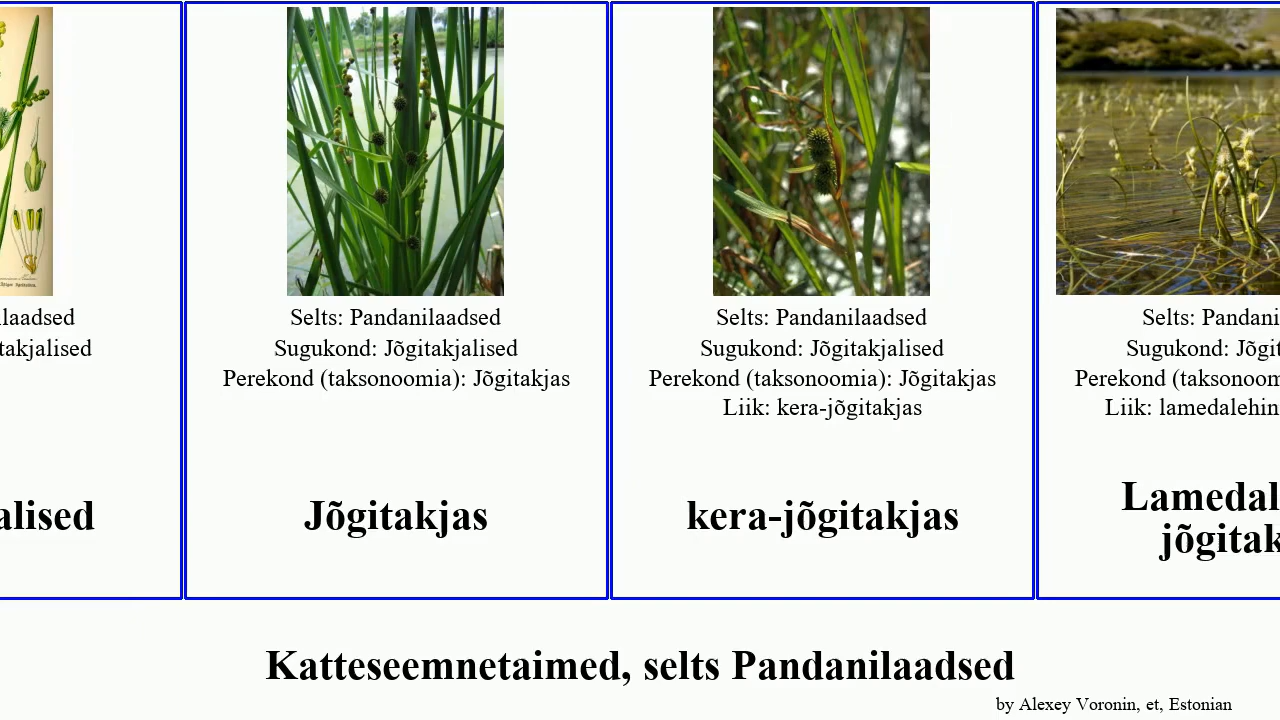 laadsed
takjalised
alised
Selts: Pandanilaadsed
Sugukond: Jõgitakjalised
Perekond (taksonoomia): Jõgitakjas
Jõgitakjas
Selts: Pandanilaadsed
Sugukond: Jõgitakjalised
Perekond (taksonoomia): Jõgitakjas
Liik: kera-jõgitakjas
kera-jõgitakjas
Selts: Pandani
Sugukond: Jõgit
Perekond (taksonoom
Liik: lamedalehin
Lamedal
jõgitak
Katteseemnetaimed, selts Pandanilaadsed
by Alexey Voronin, et, Estonian